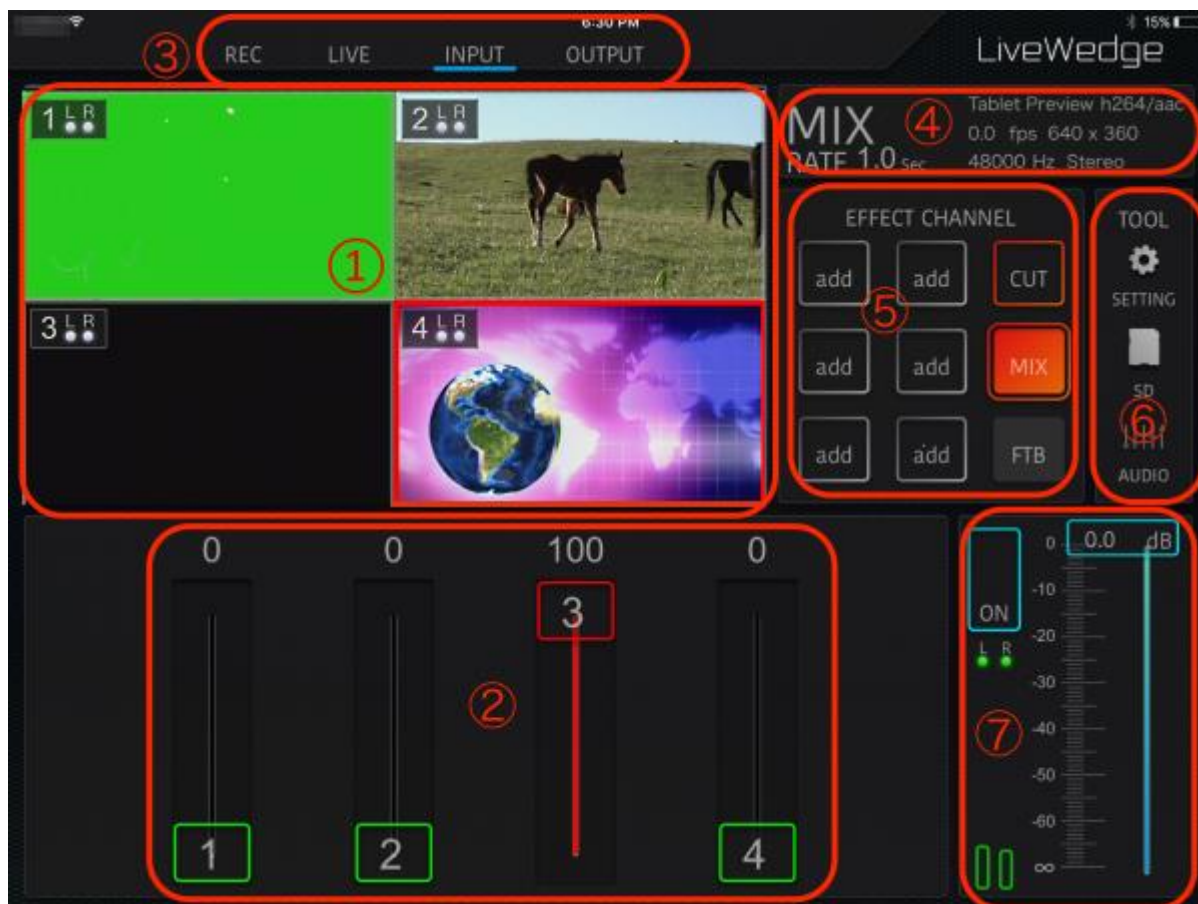 6:30 PM
15%
③ REC LIVE INPUT OUTPUT
LiveWedge
1 L R
2 L R
①
3 L R
4 L R
MIX
RATE 1.0 Sec
④
Tablet Preview h264/aac
0.0 fps 640 x 360
48000 Hz Stereo
EFFECT CHANNEL
add add CUT
⑤
add add MIX
add add FTB
TOOL
SETTING
SD
⑥
AUDIO
0 0 100 0
3
②
1 2 4
0.0 dB
ON
L R
⑦
0
-10
-20
-30
-40
-50
-60
∞